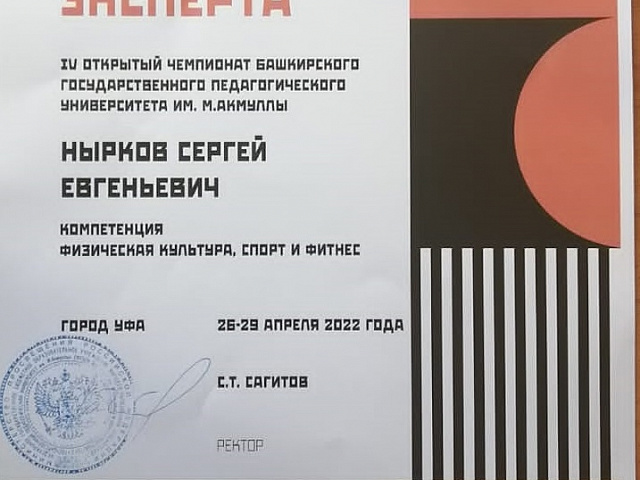 ЭКСПЕРТА
IV ОТКРЫТЫЙ ЧЕМПИОНАТ БАШКИРСКОГО
ГОСУДАРСТВЕННОГО ПЕДАГОГИЧЕСКОГО
УНИВЕРСИТЕТА ИМ. М.АКМУЛЛЫ
НЫРКОВ СЕРГЕЙ
ЕВГЕНЬЕВИЧ
КОМПЕТЕНЦИЯ
ФИЗИЧЕСКАЯ КУЛЬТУРА, СПОРТ И ФИТНЕС
ГОРОД УФА
26-29 АПРЕЛЯ 2022 ГОДА
С.Т. САГИТОВ
РЕКТОР